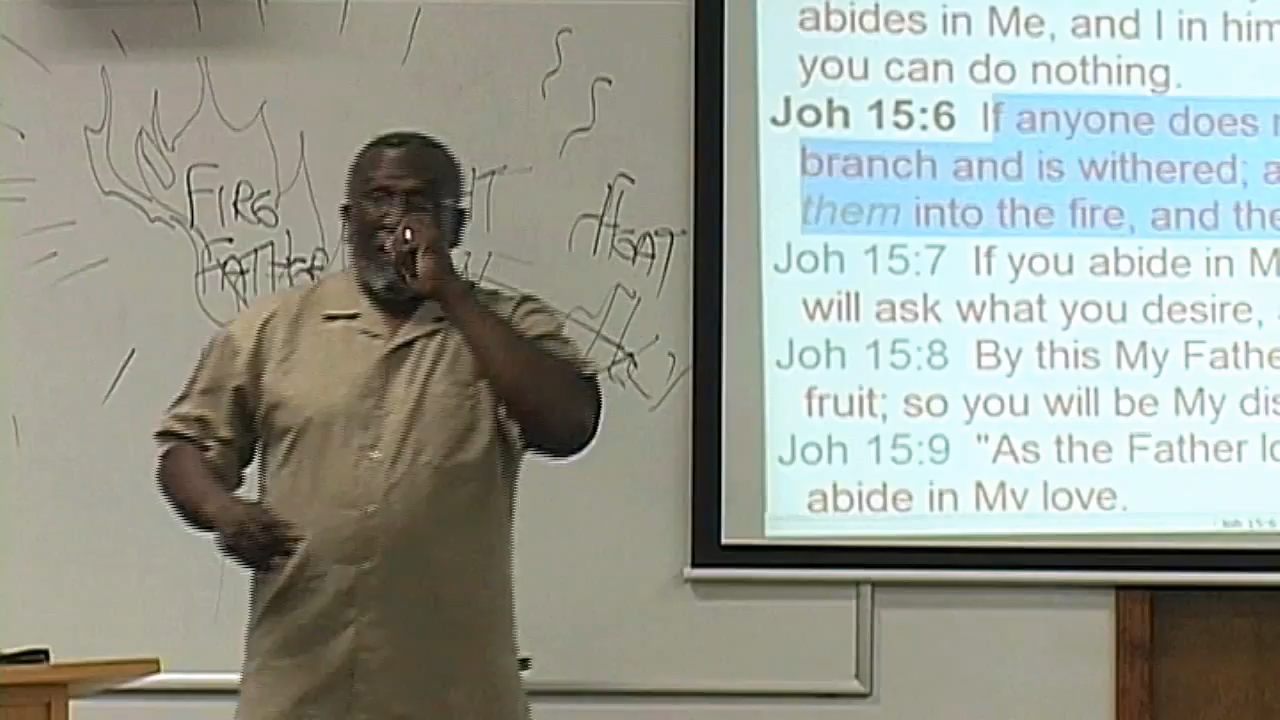 FIRE
FATHER
HEAT
abides in Me, and I in him
you can do nothing.
Joh 15:6 If anyone does
branch and is withered; a
them into the fire, and the
Joh 15:7 If you abide in M
will ask what you desire,
Joh 15:8 By this My Fathe
fruit; so you will be My dis
Joh 15:9 "As the Father lo
abide in My love.